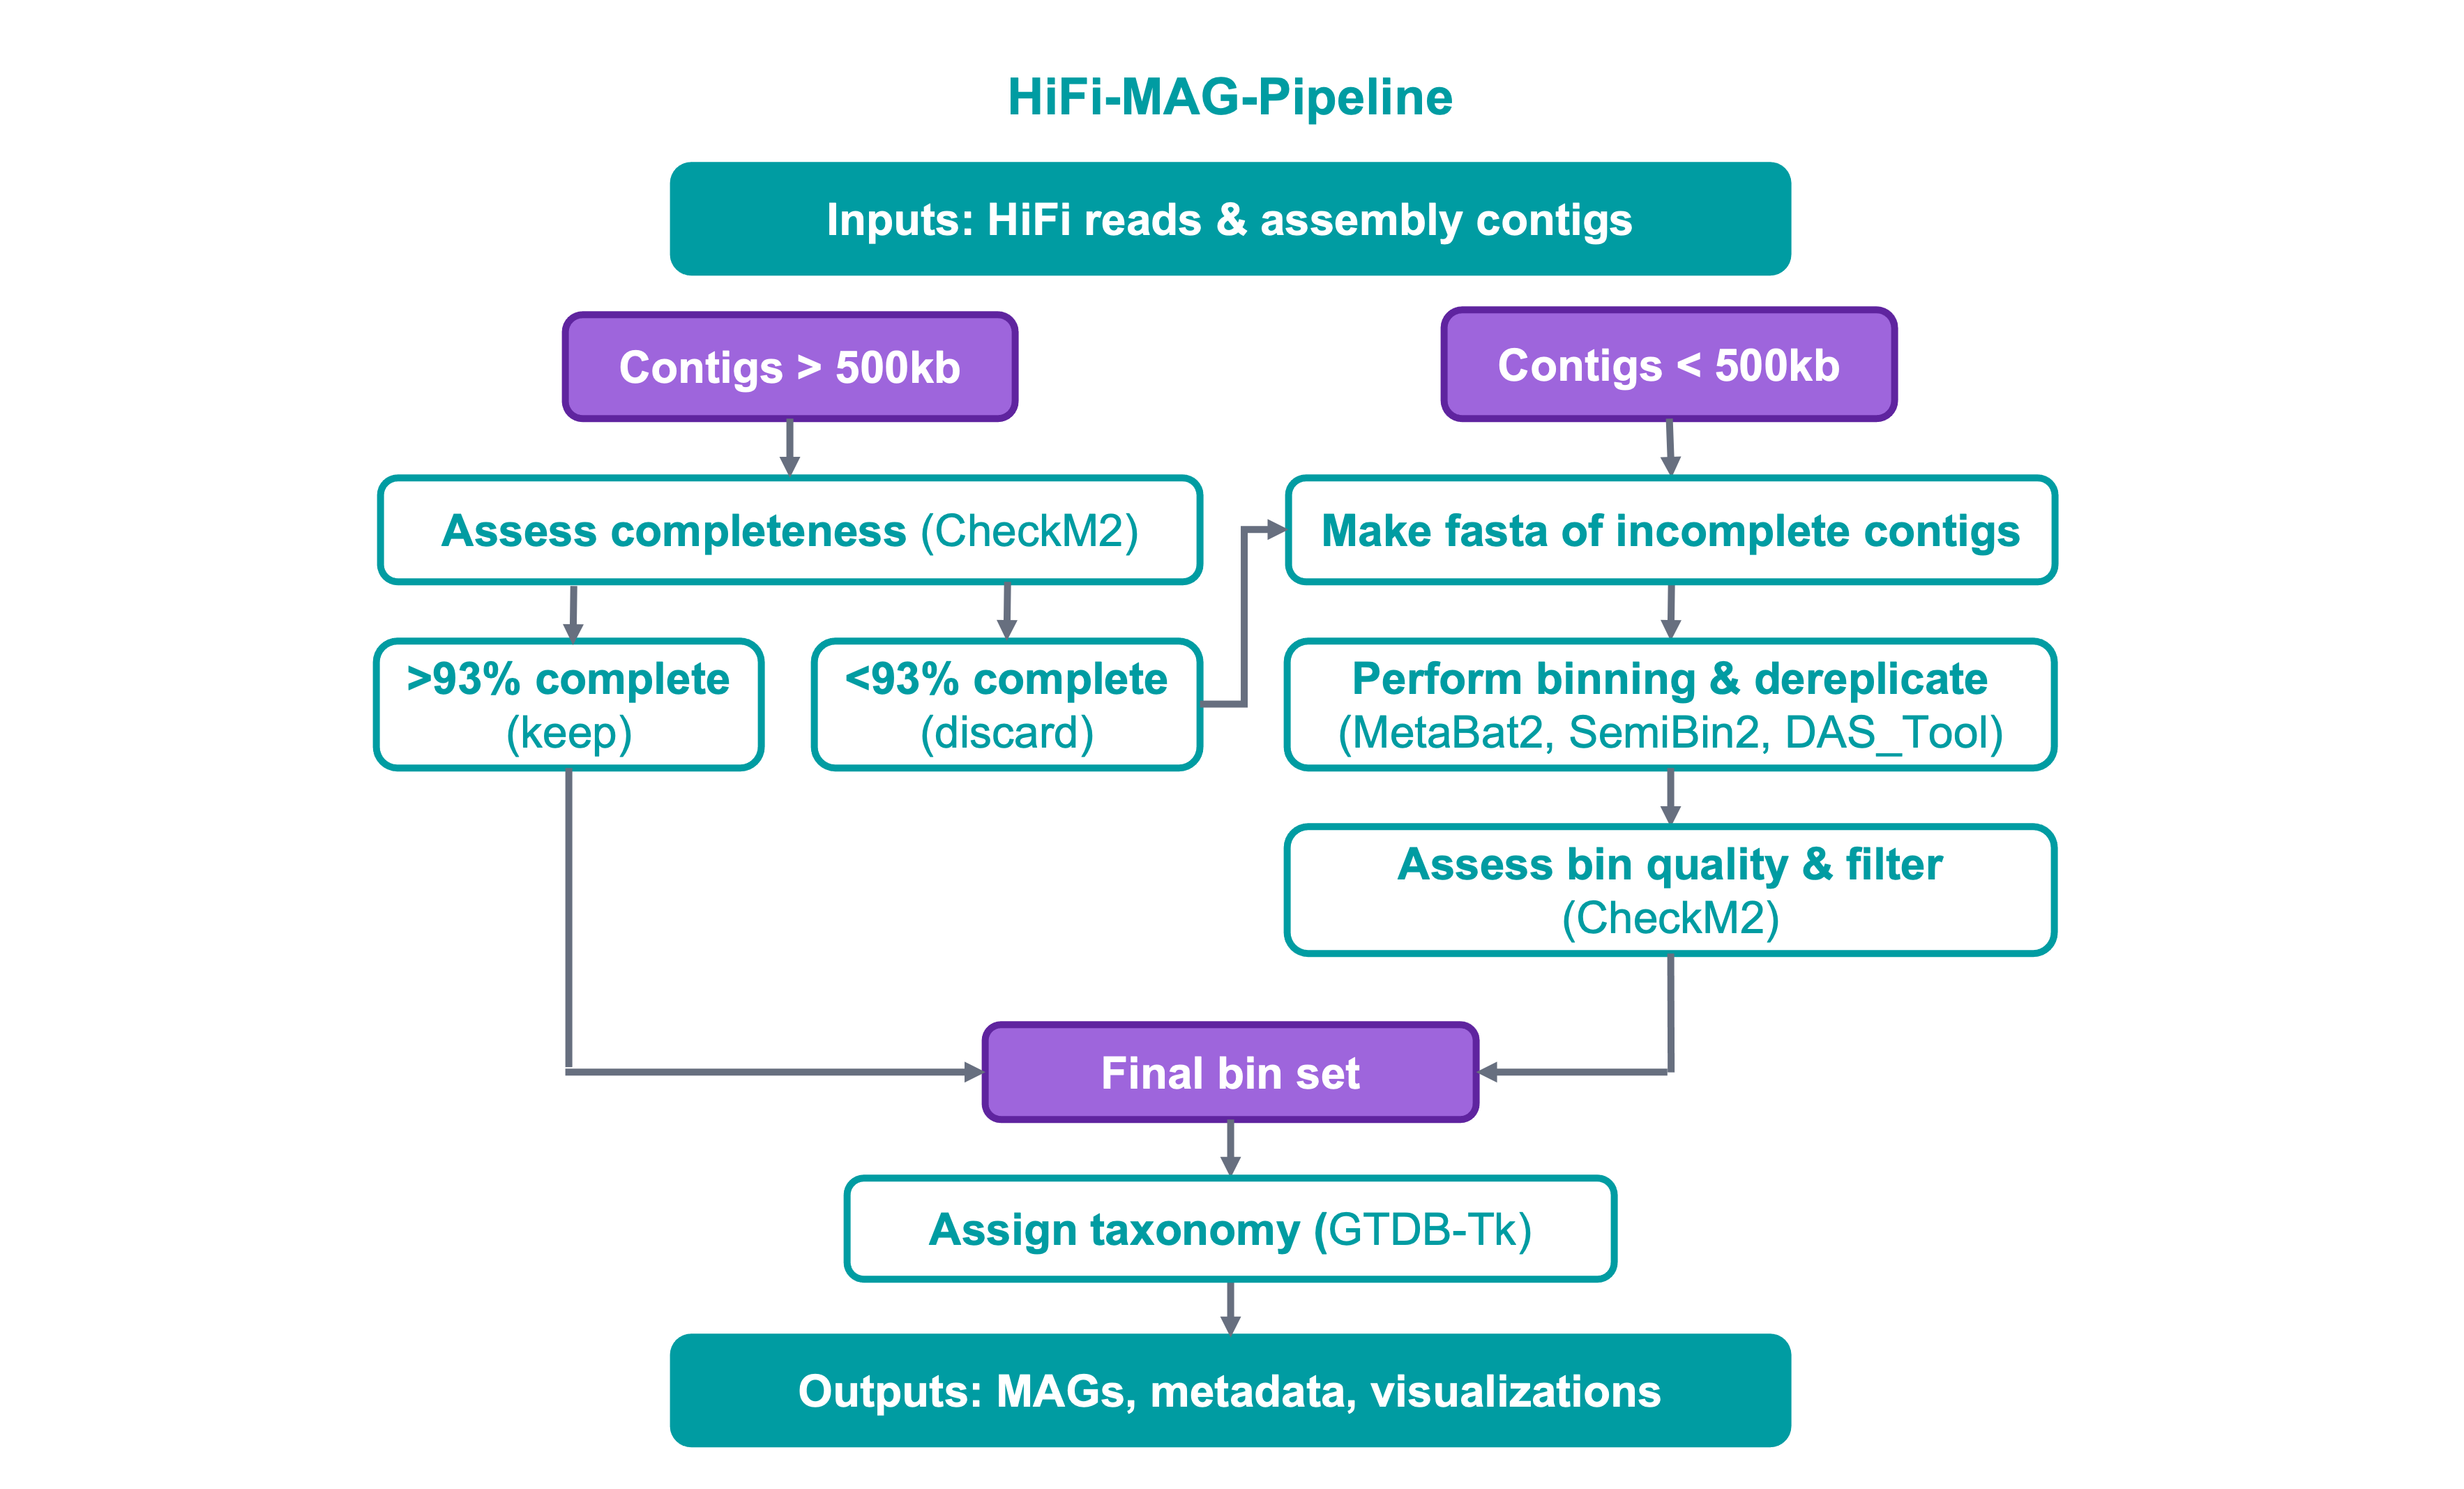 HiFi-MAG-Pipeline
Inputs: HiFi reads & assembly contigs
Contigs > 500kb
Contigs < 500kb
Assess completeness (CheckM2)
Make fasta of incomplete contigs
>93% complete
(keep)
<93% complete
(discard)
Perform binning & dereplicate
(MetaBat2, SemiBin2, DAS_Tool)
Assess bin quality & filter
(CheckM2)
Final bin set
Assign taxonomy (GTDB-Tk)
Outputs: MAGs, metadata, visualizations